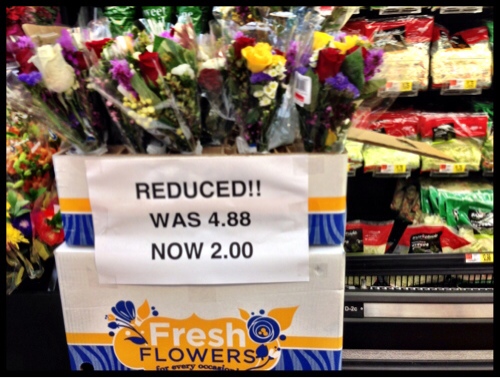 REDUCED!!
WAS 4.88
NOW 2.00
Fresh
FLOWERS
for every occasion!